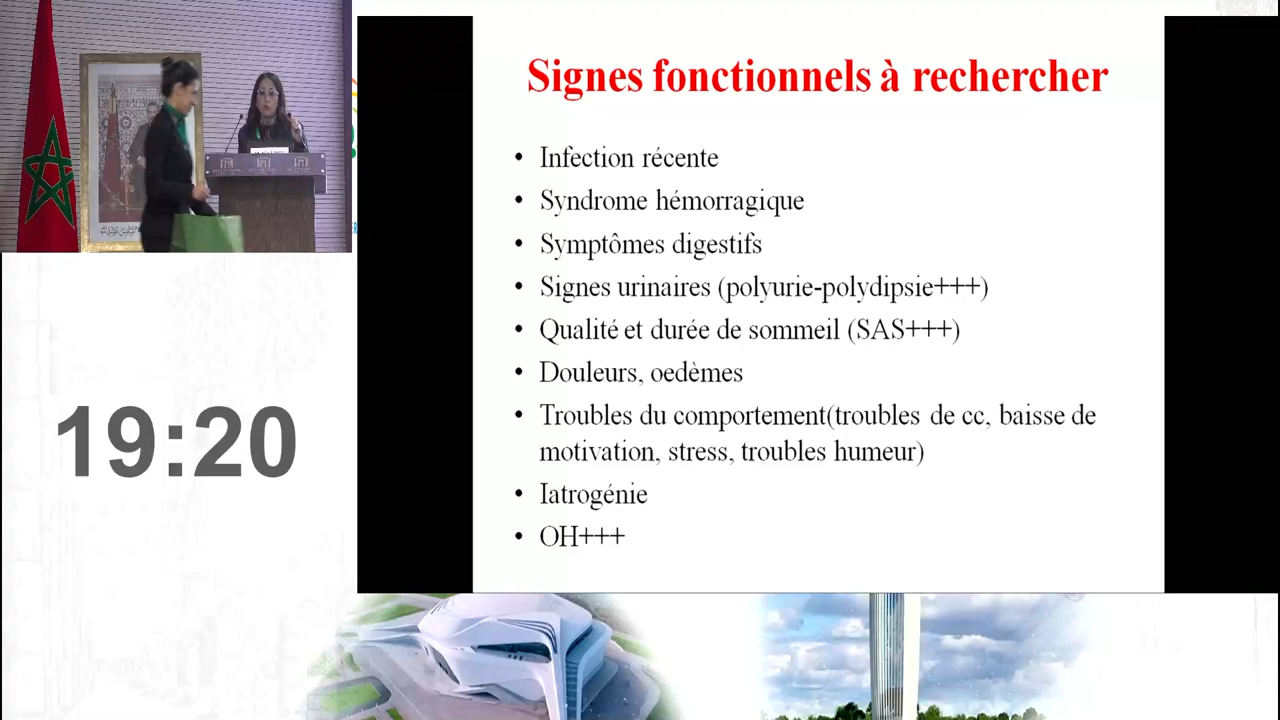 Signes fonctionnels à rechercher
• Infection récente
• Syndrome hémorragique
• Symptômes digestifs
• Signes urinaires (polyurie-polydipsie+++)
• Qualité et durée de sommeil (SAS+++)
• Douleurs, oedèmes
• Troubles du comportement(troubles de cc, baisse de
motivation, stress, troubles humeur)
• Iatrogénie
• OH+++
19:20